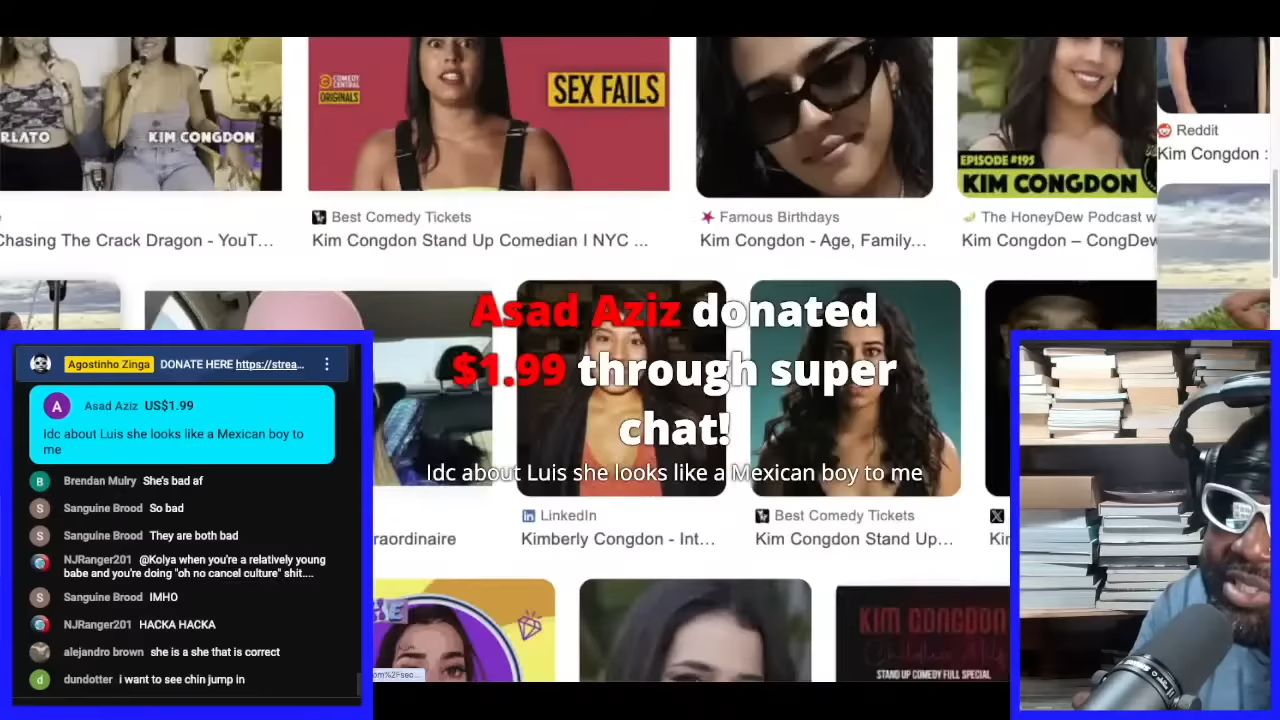 RLATO
KIM CONGDON
COMEDY
CENTRAL
ORIGINALS
SEX FAILS
EPISODE #195
KIM CONGDON
Reddit
Kim Congdon :
Best Comedy Tickets
Famous Birthdays
The HoneyDew Podcast w
Chasing The Crack Dragon - YouT...
Kim Congdon Stand Up Comedian I NYC ...
Kim Congdon - Age, Family...
Kim Congdon – CongDew
Asad Aziz donated
$1.99 through super
chat!
Idc about Luis she looks like a Mexican boy to me
Agostinho Zinga DONATE HERE https://strea...
A
Asad Aziz US$1.99
Idc about Luis she looks like a Mexican boy to
me
B Brendan Mulry She's bad af
S Sanguine Brood So bad
S Sanguine Brood They are both bad
NJRanger201 @Kolya when you're a relatively young
babe and you're doing "oh no cancel culture" shit....
S Sanguine Brood IMHO
NJRanger201 HACKA HACKA
alejandro brown she is a she that is correct
d dundotter i want to see chin jump in
LinkedIn
Best Comedy Tickets
raordinaire
Kimberly Congdon - Int...
Kim Congdon Stand Up...
Kin
KIM CONGDON
STAND UP COMEDY FULL SPECIAL
om%2Fsec...